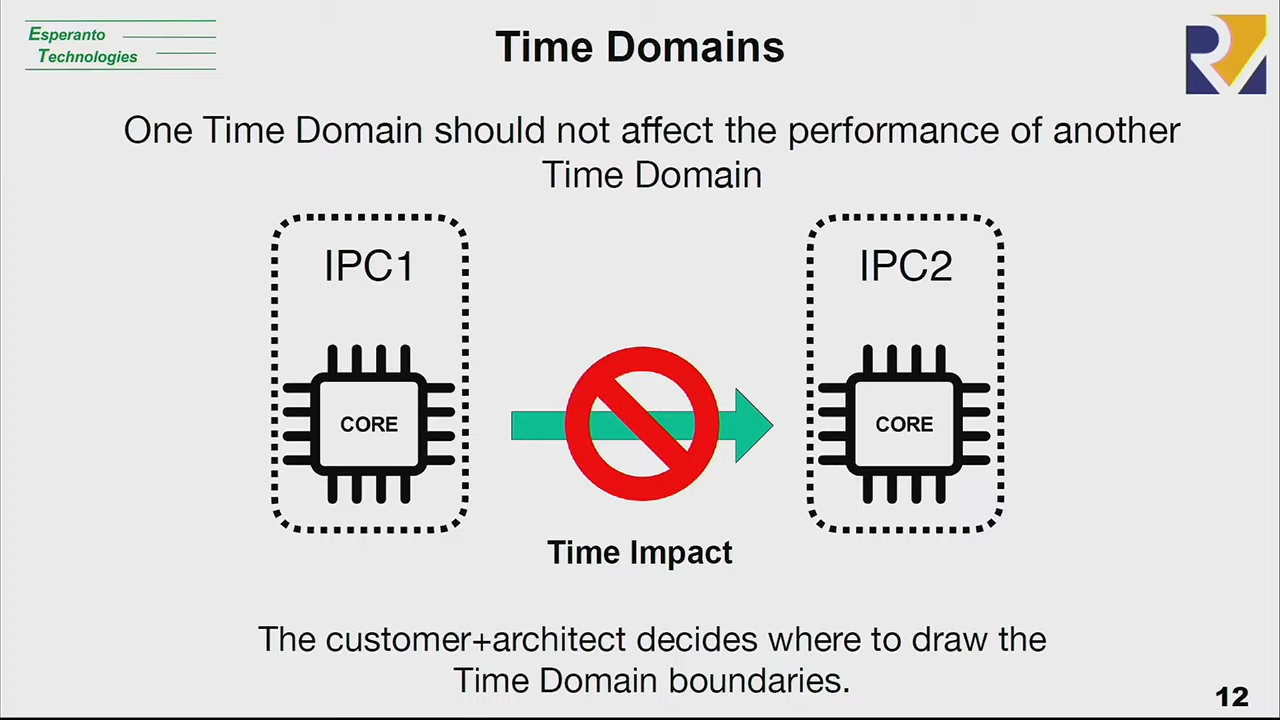 Esperanto
Technologies
Time Domains
One Time Domain should not affect the performance of another
Time Domain
IPC1
IPC2
CORE
CORE
Time Impact
The customer+architect decides where to draw the
Time Domain boundaries.
12